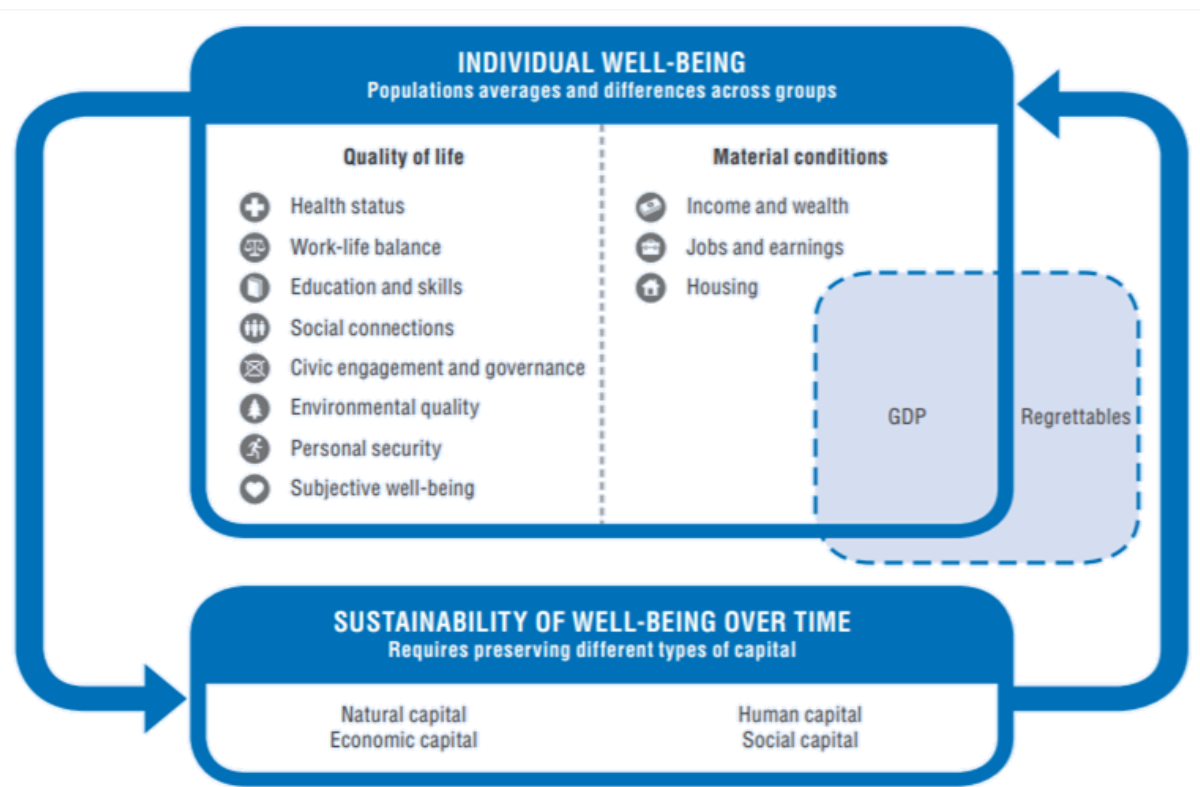 INDIVIDUAL WELL-BEING
Populations averages and differences across groups
Quality of life
Health status
Work-life balance
Education and skills
Social connections
Civic engagement and governance
Environmental quality
Personal security
Subjective well-being
Material conditions
Income and wealth
Jobs and earnings
Housing
GDP
Regrettables
SUSTAINABILITY OF WELL-BEING OVER TIME
Requires preserving different types of capital
Natural capital
Economic capital
Human capital
Social capital